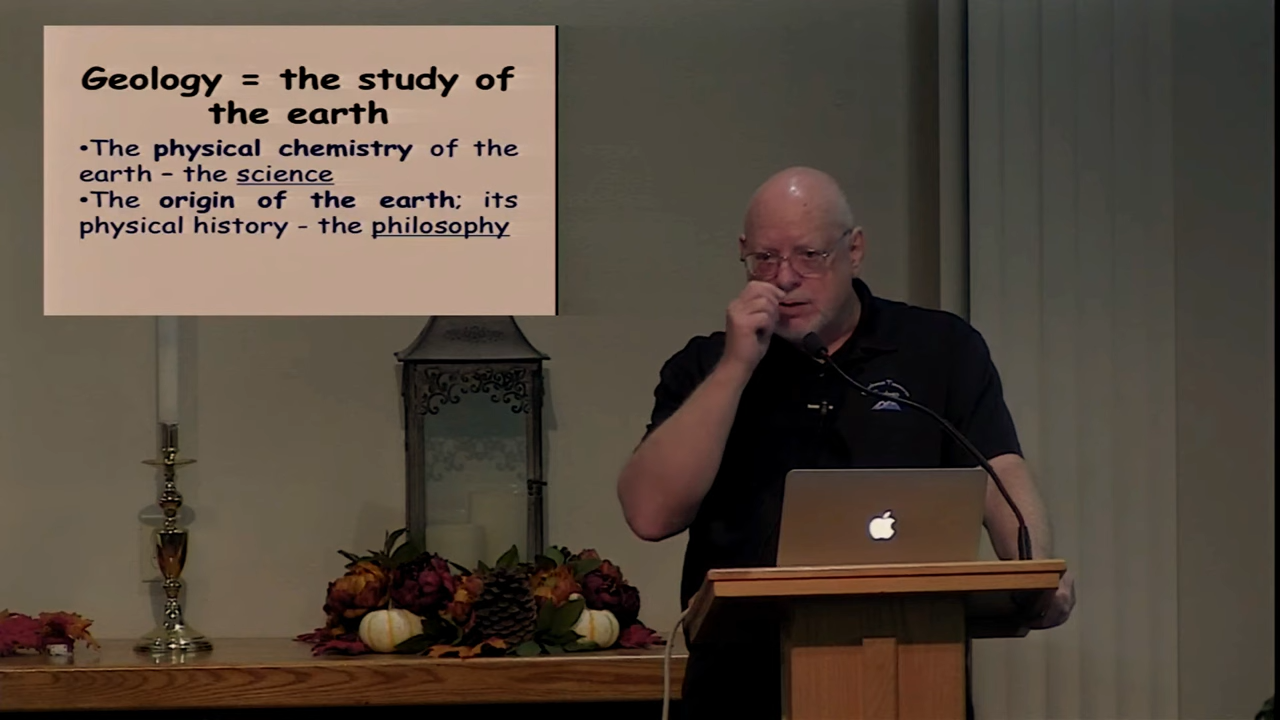 Geology = the study of
the earth
•The physical chemistry of the
earth – the science
•The origin of the earth; its
physical history - the philosophy